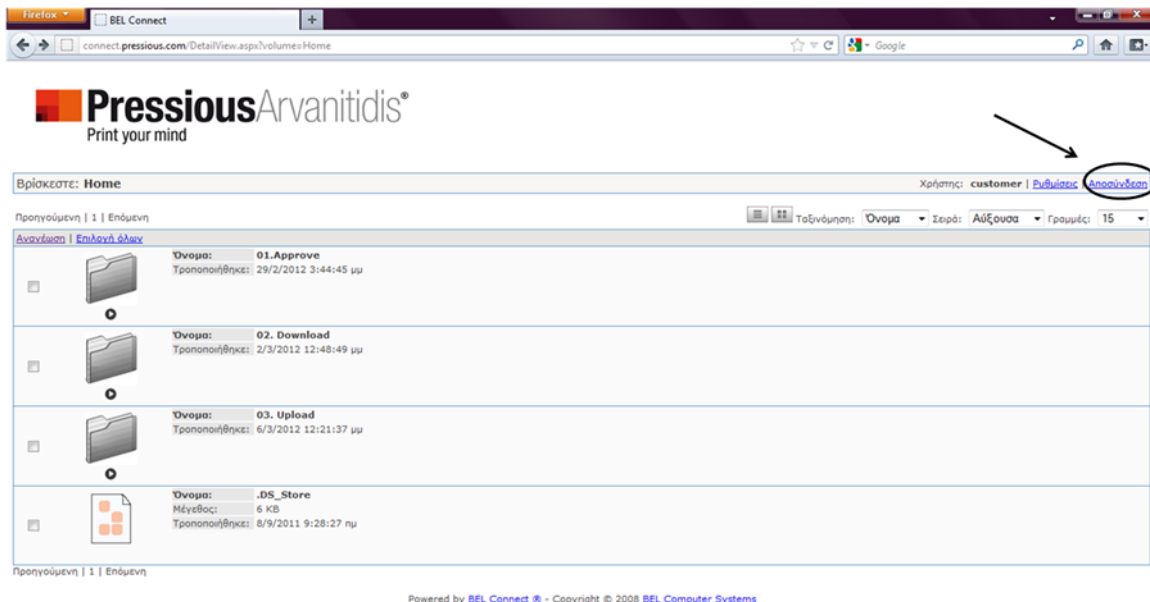 Firefox
BEL Connect
connect.pressious.com/DetailView.aspx?volume=Home
Google
PressiousArvanitidis®
Print your mind
Βρίσκεστε: Home
Χρήστης: customer | Ρυθμίσεις | Αποσύνδεση
Προηγούμενη | 1 | Επόμενη
Ταξινόμηση: Όνομα Σειρά: Αύξουσα Γραμμές: 15
Ανανέωση | Επιλογή όλων
Όνομα: 01.Approve
Τροποποιήθηκε: 29/2/2012 3:44:45 μμ
Όνομα: 02. Download
Τροποποιήθηκε: 2/3/2012 12:48:49 μμ
Όνομα: 03. Upload
Τροποποιήθηκε: 6/3/2012 12:21:37 μμ
Όνομα: .DS_Store
Μέγεθος: 6 KB
Τροποποιήθηκε: 8/9/2011 9:28:27 πμ
Προηγούμενη | 1 | Επόμενη
Powered by BEL Connect ® - Copyright © 2008 BEL Computer Systems